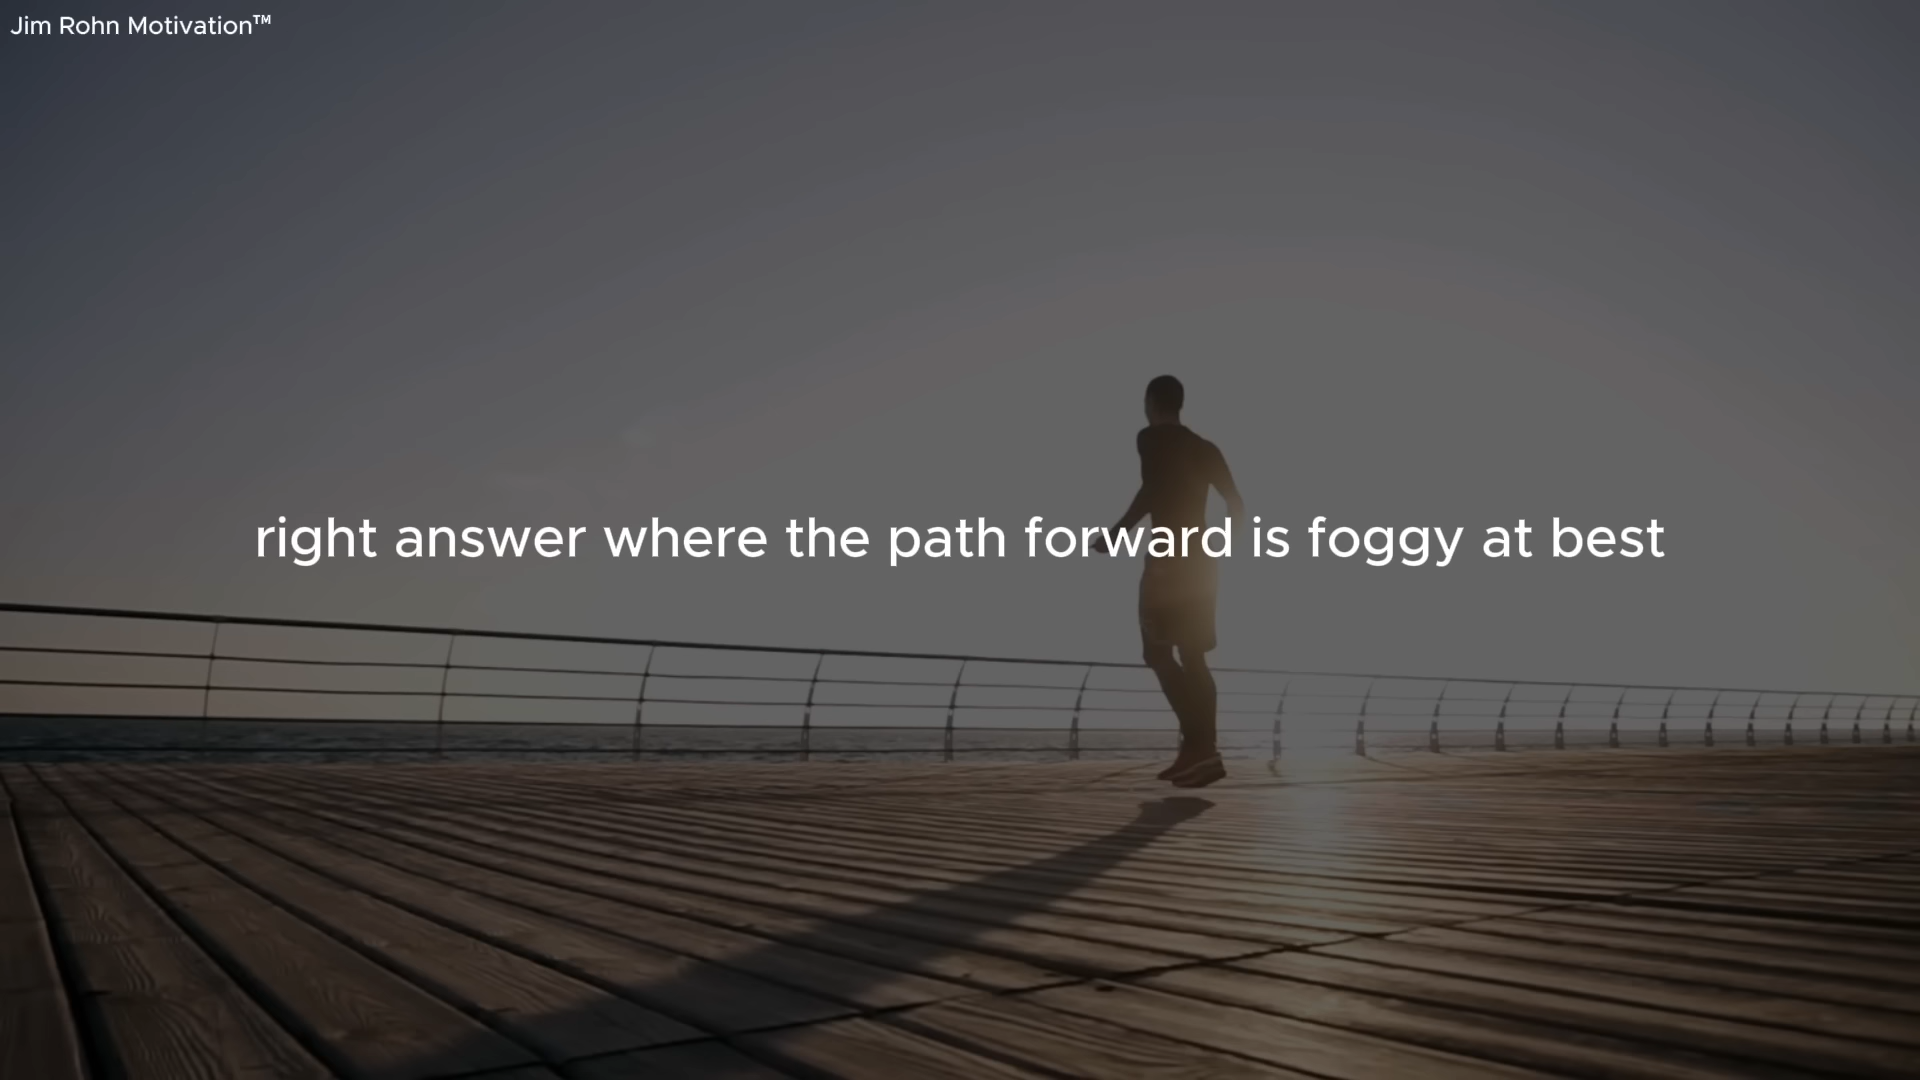 Jim Rohn Motivation™
right answer where the path forward is foggy at best